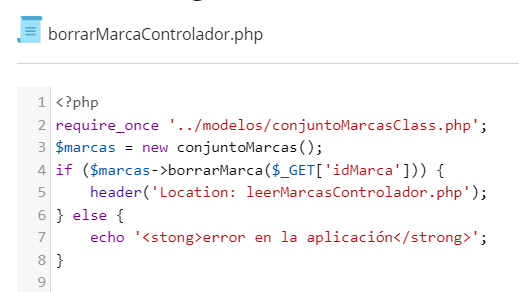 borrarMarcaControlador.php
1 <?php
2 require_once '../modelos/conjuntoMarcasClass.php';
3 $marcas = new conjuntoMarcas();
4 if ($marcas->borrarMarca($_GET['idMarca'])) {
5     header('Location: leerMarcasControlador.php');
6 } else {
7     echo '<stong>error en la aplicación</strong>';
8 }
9